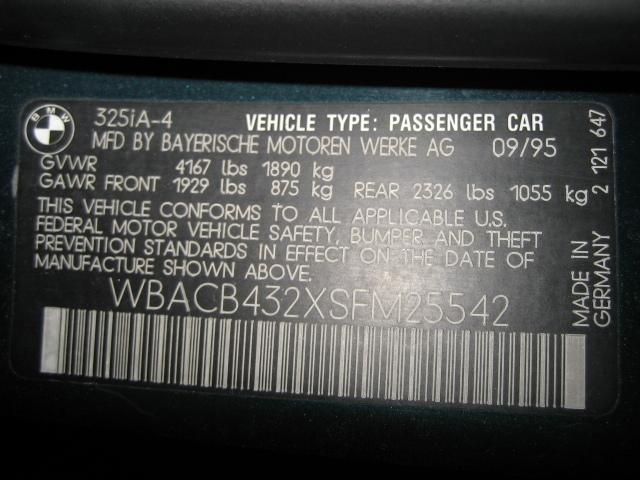 BMW
325iA-4 VEHICLE TYPE: PASSENGER CAR
MFD BY BAYERISCHE MOTOREN WERKE AG 09/95
GVWR 4167 lbs 1890 kg
GAWR FRONT 1929 lbs 875 kg REAR 2326 lbs 1055 kg
THIS VEHICLE CONFORMS TO ALL APPLICABLE U.S.
FEDERAL MOTOR VEHICLE SAFETY, BUMPER, AND THEFT
PREVENTION STANDARDS IN EFFECT ON THE DATE OF
MANUFACTURE SHOWN ABOVE.
WBACB432XSFM25542
2 121 647
MADE IN
GERMANY